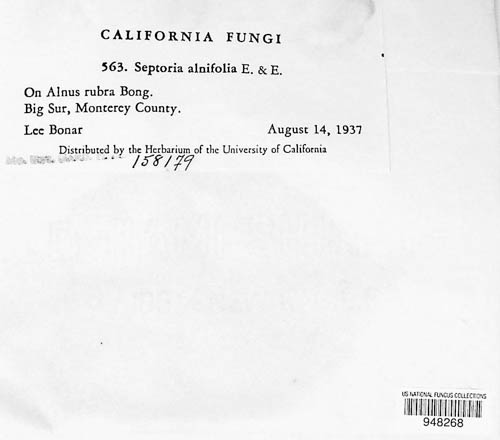 CALIFORNIA FUNGI
563. Septoria alnifolia E. & E.
On Alnus rubra Bong.
Big Sur, Monterey County.
Lee Bonar August 14, 1937
Distributed by the Herbarium of the University of California
158179
US NATIONAL FUNGUS COLLECTIONS
948268